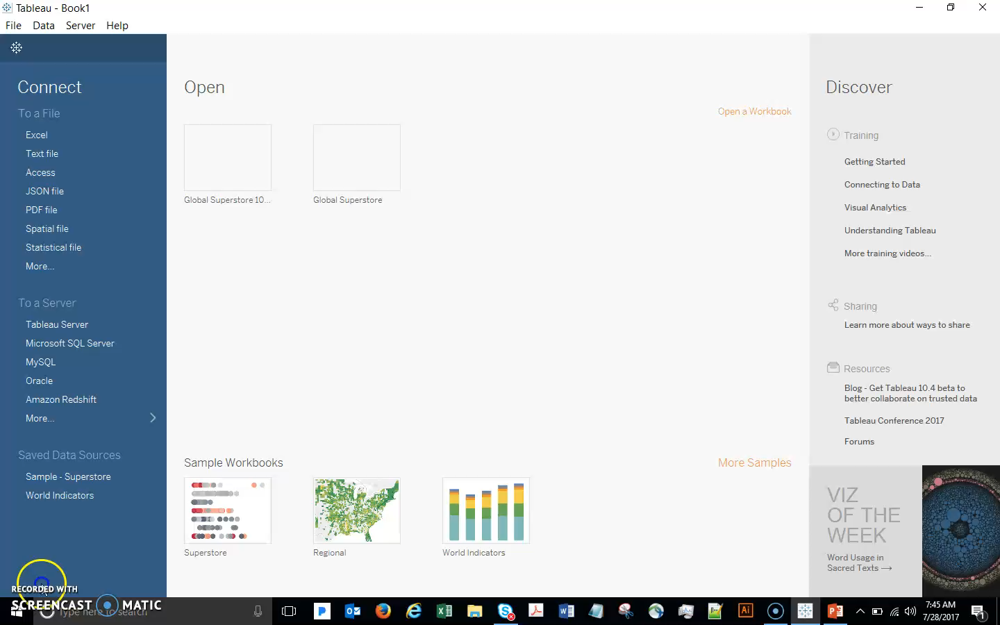 Tableau - Book1
File Data Server Help
Connect
To a File
Excel
Text file
Access
JSON file
PDF file
Spatial file
Statistical file
More...
To a Server
Tableau Server
Microsoft SQL Server
MySQL
Oracle
Amazon Redshift
More...
Saved Data Sources
Sample - Superstore
World Indicators
Open
Open a Workbook
Global Superstore 10...
Global Superstore
Sample Workbooks
More Samples
Superstore
Regional
World Indicators
Discover
Training
Getting Started
Connecting to Data
Visual Analytics
Understanding Tableau
More training videos...
Sharing
Learn more about ways to share
Resources
Blog - Get Tableau 10.4 beta to
better collaborate on trusted data
Tableau Conference 2017
Forums
VIZ
OF THE
WEEK
Word Usage in
Sacred Texts →
RECORDED WITH
SCREENCAST MATIC
Type here to search
7:45 AM
7/28/2017